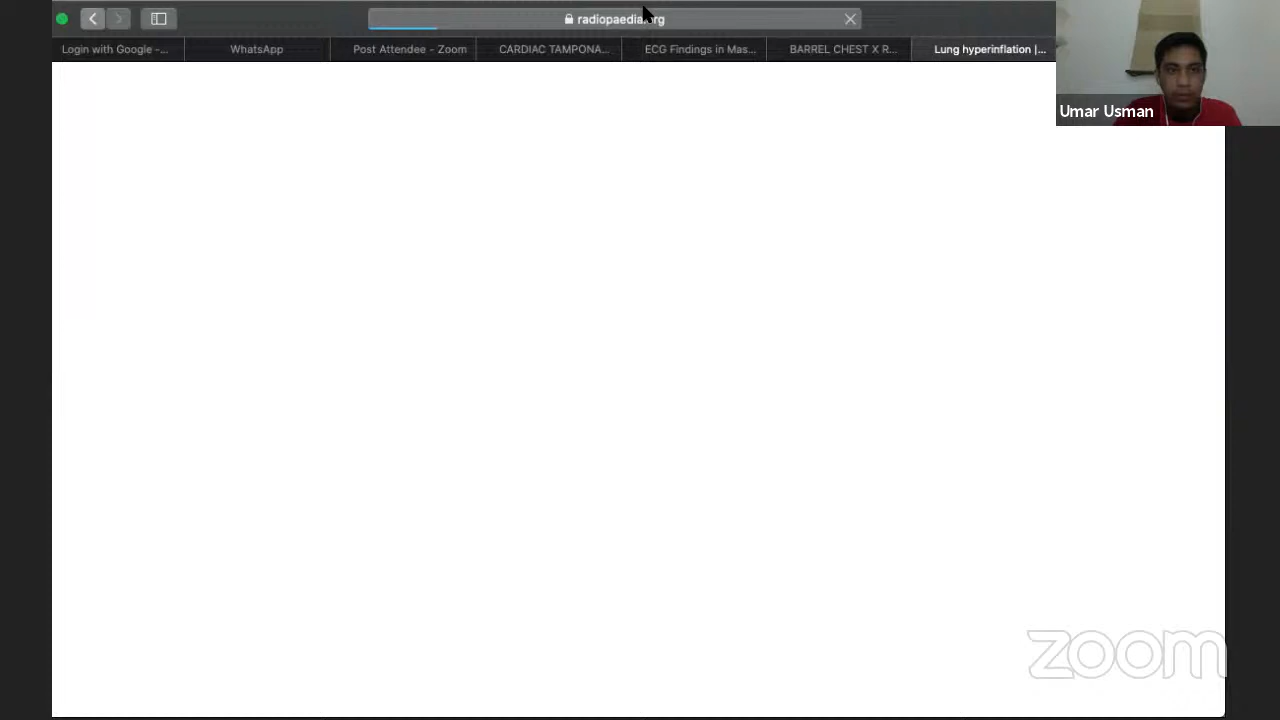 radiopaedia.org
Login with Google -...
WhatsApp
Post Attendee - Zoom
CARDIAC TAMPONA...
ECG Findings in Mas...
BARREL CHEST X R...
Lung hyperinflation |...
Umar Usman
zoom